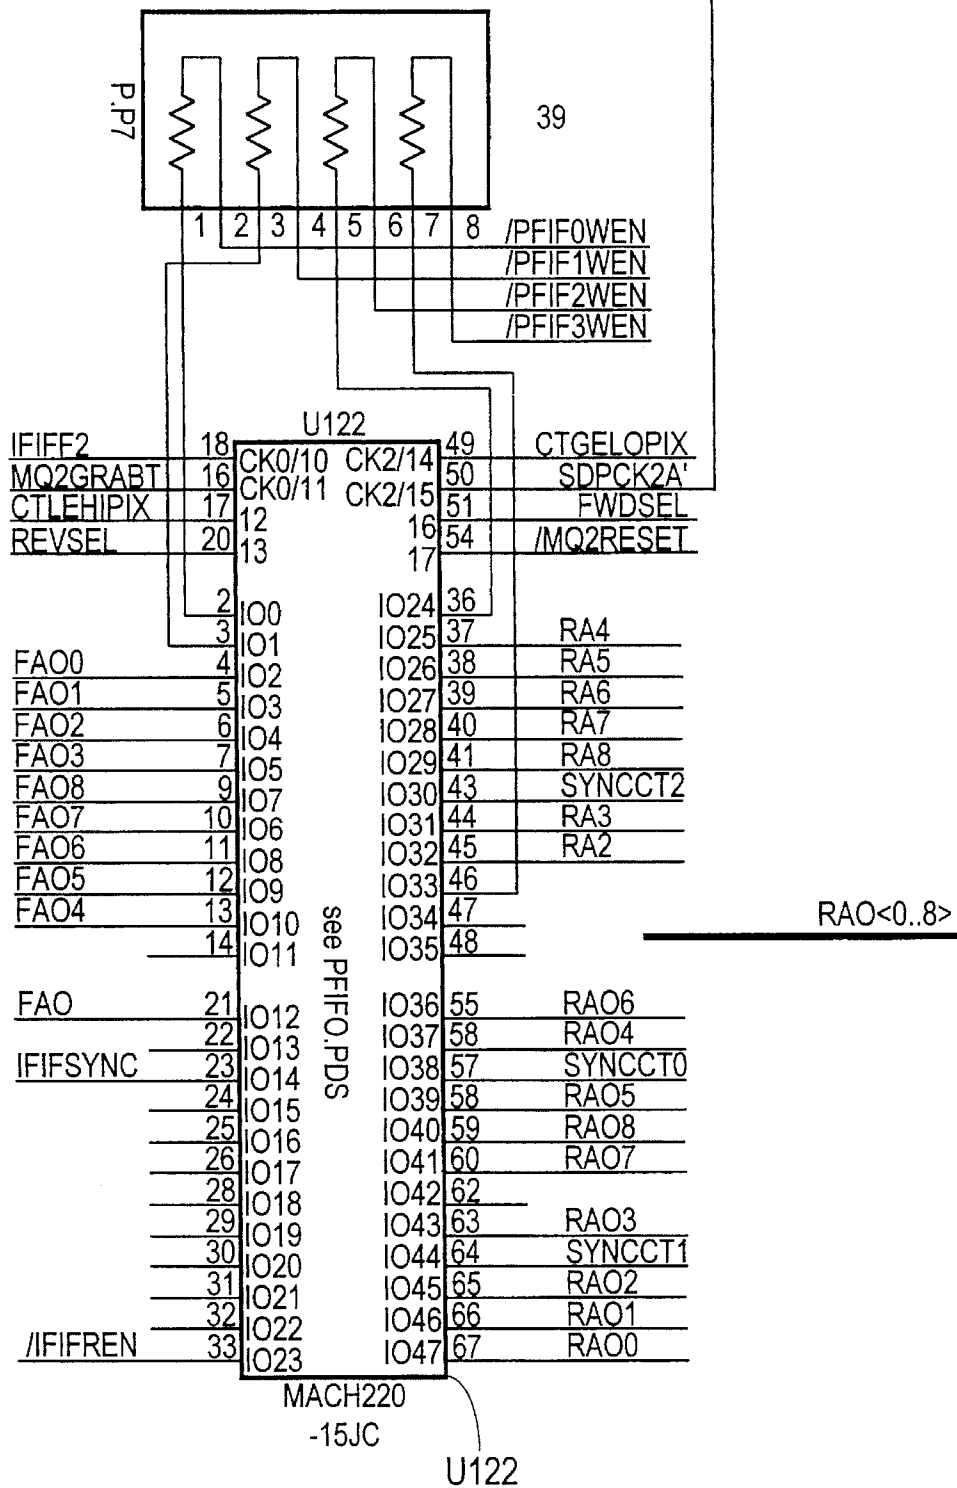 P.P7
39
1 2 3 4 5 6 7 8
/PFIF0WEN
/PFIF1WEN
/PFIF2WEN
/PFIF3WEN
U122
IFIFF2 18 CK0/10 CK2/14 49 CTGELOPIX
MQ2GRABT 16 CK0/11 CK2/15 50 SDPCK2A'
CTLEHIPIX 17 12 16 51 FWDSEL
REVSEL 20 13 17 54 /MQ2RESET
2 IO0 IO24 36
3 IO1 IO25 37 RA4
FAO0 4 IO2 IO26 38 RA5
FAO1 5 IO3 IO27 39 RA6
FAO2 6 IO4 IO28 40 RA7
FAO3 7 IO5 IO29 41 RA8
FAO8 9 IO7 IO30 43 SYNCCT2
FAO7 10 IO6 IO31 44 RA3
FAO6 11 IO8 IO32 45 RA2
FAO5 12 IO9 IO33 46
FAO4 13 IO10 IO34 47
14 IO11 IO35 48
RAO<0..8>
see PFIFO.PDS
FAO 21 IO12 IO36 55 RAO6
22 IO13 IO37 58 RAO4
IFIFSYNC 23 IO14 IO38 57 SYNCCT0
24 IO15 IO39 58 RAO5
25 IO16 IO40 59 RAO8
26 IO17 IO41 60 RAO7
28 IO18 IO42 62
29 IO19 IO43 63 RAO3
30 IO20 IO44 64 SYNCCT1
31 IO21 IO45 65 RAO2
32 IO22 IO46 66 RAO1
/IFIFREN 33 IO23 IO47 67 RAO0
MACH220
-15JC
U122